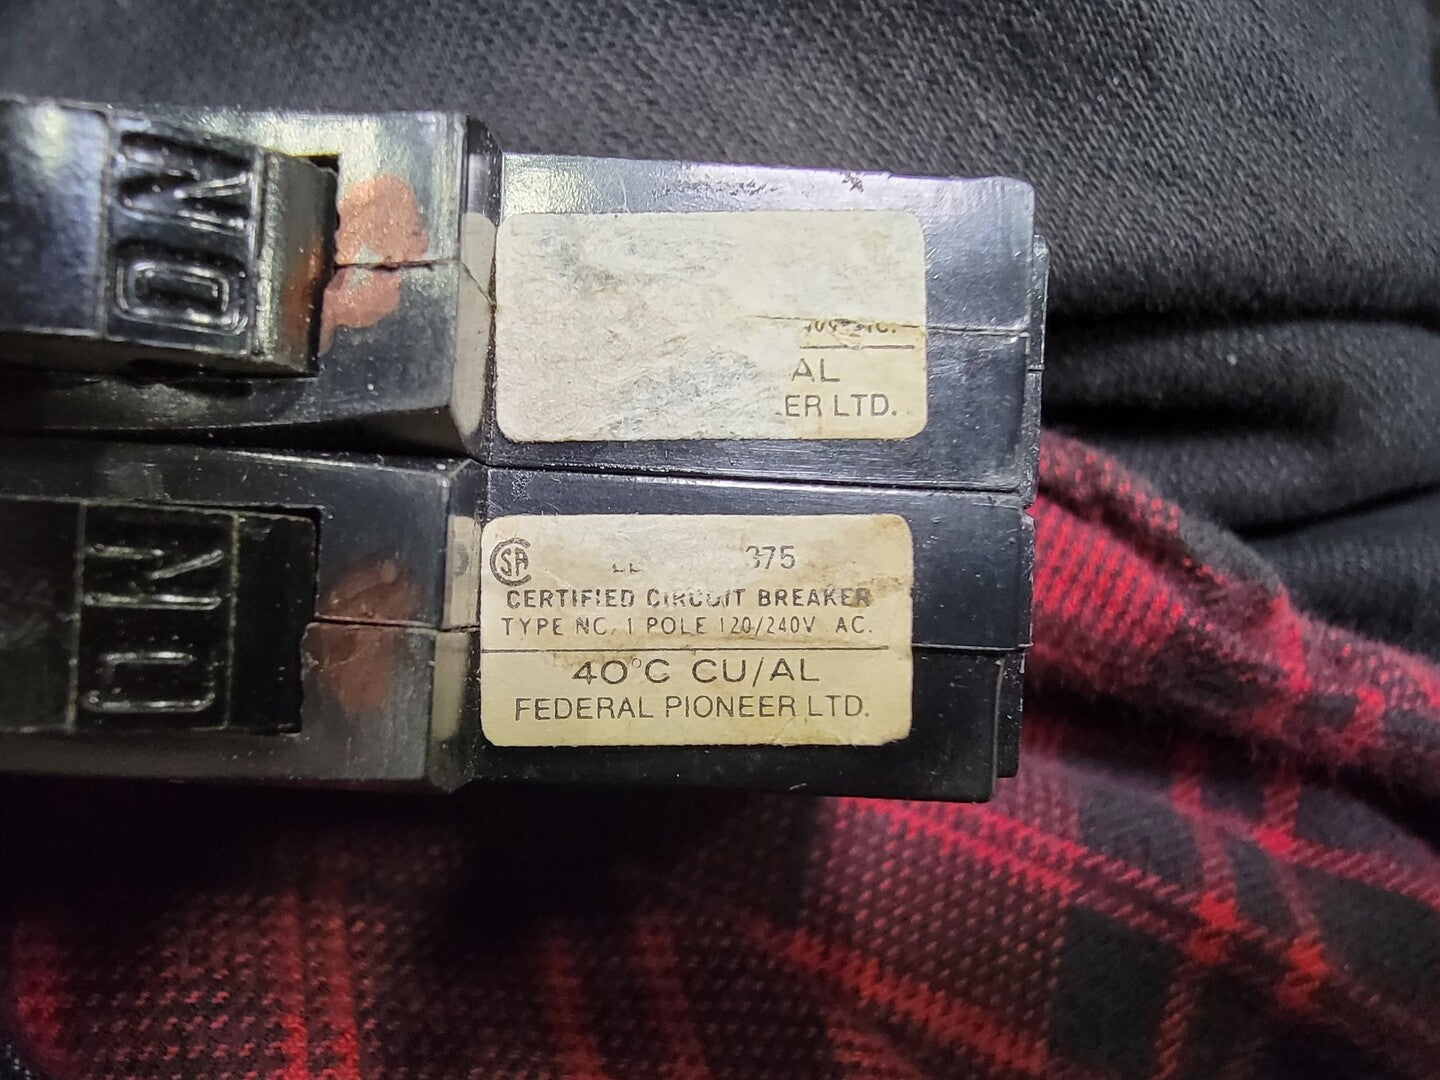 ON
AL
ER LTD.
ON
CSA 375
CERTIFIED CIRCUIT BREAKER
TYPE NC. 1 POLE 120/240V AC.
40°C CU/AL
FEDERAL PIONEER LTD.